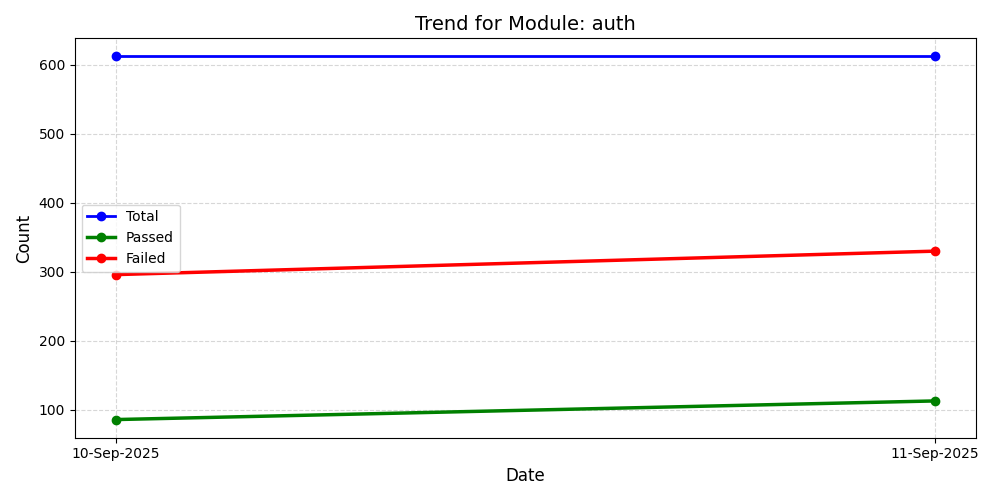 Trend for Module: auth
Count
600
500
400
300
200
100
Total
Passed
Failed
10-Sep-2025
11-Sep-2025
Date